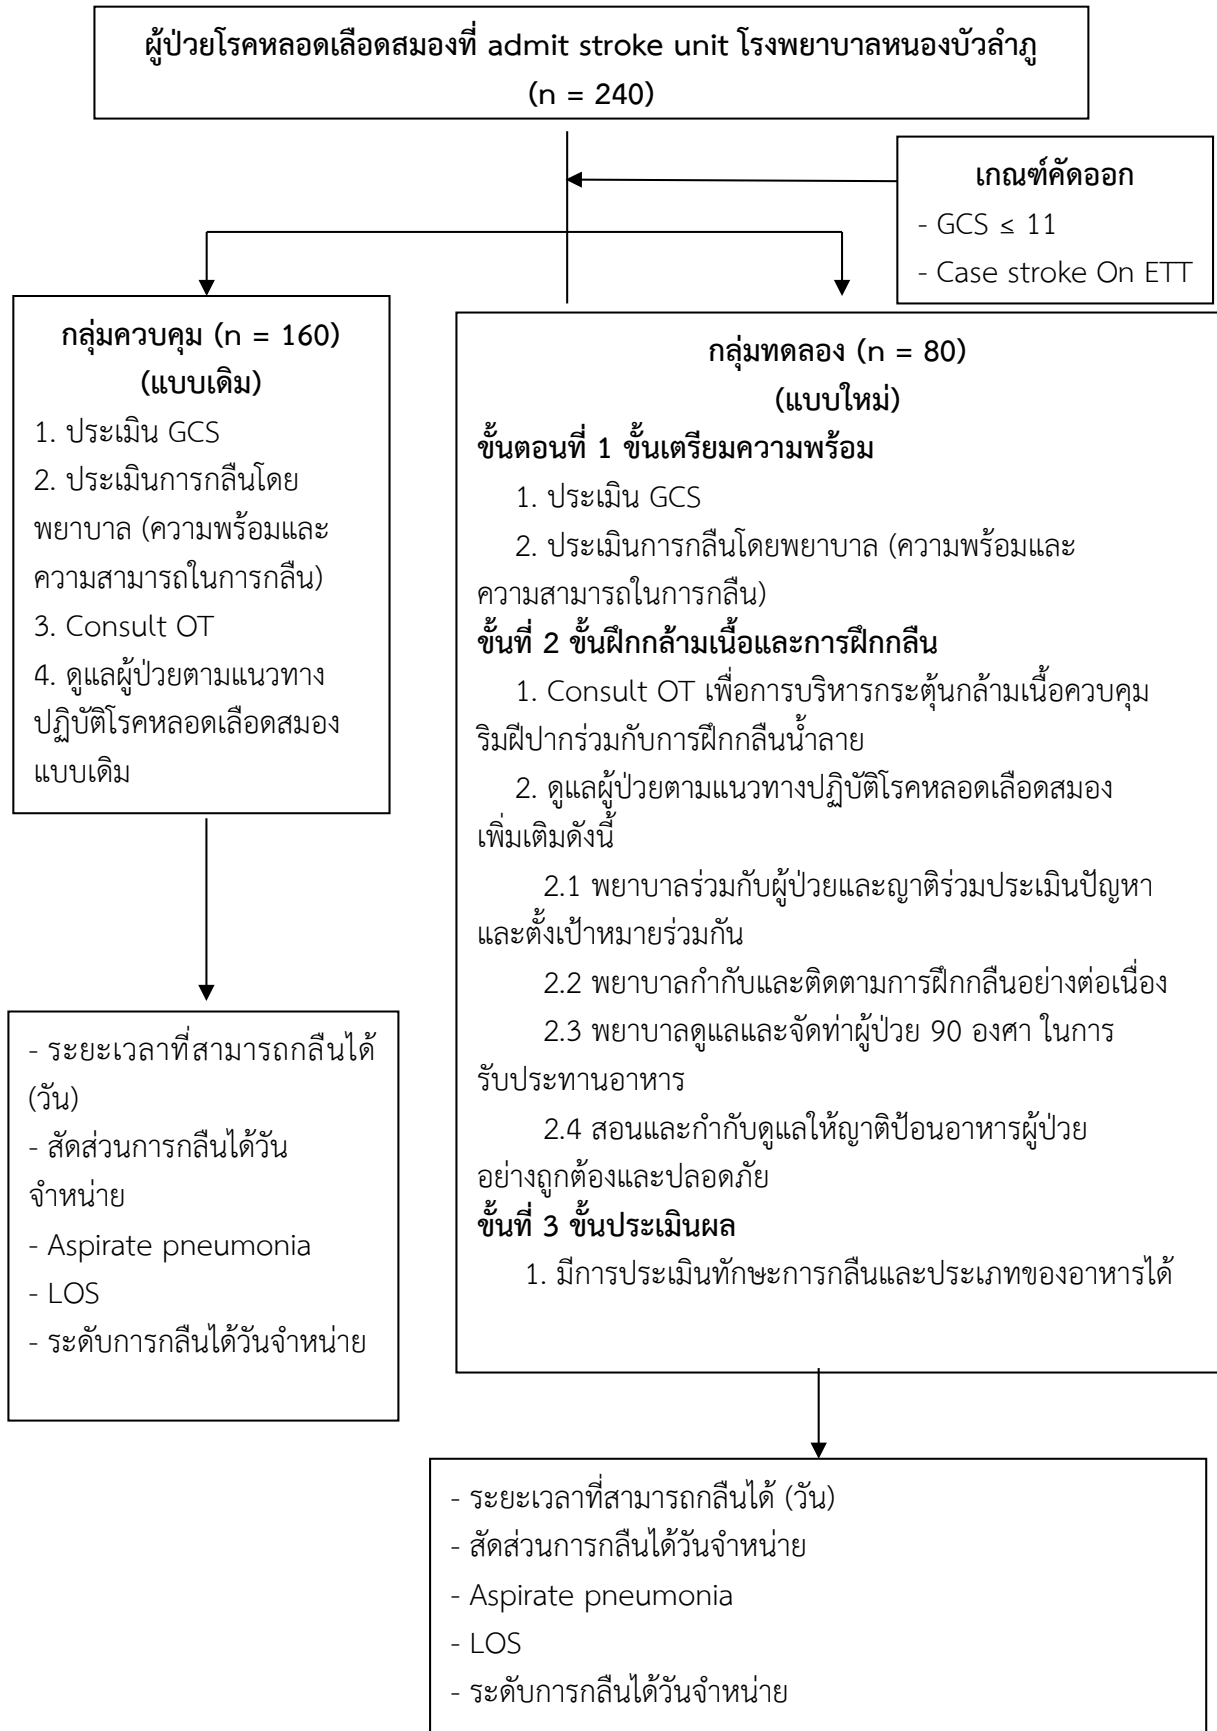 ผู้ป่วยโรคหลอดเลือดสมองที่ admit stroke unit โรงพยาบาลหนองบัวลำภู
(n = 240)
เกณฑ์คัดออก
- GCS ≤ 11
- Case stroke On ETT
กลุ่มควบคุม (n = 160)
(แบบเดิม)
1. ประเมิน GCS
2. ประเมินการกลืนโดย
พยาบาล (ความพร้อมและ
ความสามารถในการกลืน)
3. Consult OT
4. ดูแลผู้ป่วยตามแนวทาง
ปฏิบัติโรคหลอดเลือดสมอง
แบบเดิม
กลุ่มทดลอง (n = 80)
(แบบใหม่)
ขั้นตอนที่ 1 ขั้นเตรียมความพร้อม
1. ประเมิน GCS
2. ประเมินการกลืนโดยพยาบาล (ความพร้อมและ
ความสามารถในการกลืน)
ขั้นที่ 2 ขั้นฝึกกล้ามเนื้อและการฝึกกลืน
1. Consult OT เพื่อการบริหารกระตุ้นกล้ามเนื้อควบคุม
ริมฝีปากร่วมกับการฝึกกลืนน้ำลาย
2. ดูแลผู้ป่วยตามแนวทางปฏิบัติโรคหลอดเลือดสมอง
เพิ่มเติมดังนี้
2.1 พยาบาลร่วมกับผู้ป่วยและญาติร่วมประเมินปัญหา
และตั้งเป้าหมายร่วมกัน
2.2 พยาบาลกำกับและติดตามการฝึกกลืนอย่างต่อเนื่อง
2.3 พยาบาลดูแลและจัดท่าผู้ป่วย 90 องศา ในการ
รับประทานอาหาร
2.4 สอนและกำกับดูแลให้ญาติป้อนอาหารผู้ป่วย
อย่างถูกต้องและปลอดภัย
ขั้นที่ 3 ขั้นประเมินผล
1. มีการประเมินทักษะการกลืนและประเภทของอาหารได้
- ระยะเวลาที่สามารถกลืนได้
(วัน)
- สัดส่วนการกลืนได้วัน
จำหน่าย
- Aspirate pneumonia
- LOS
- ระดับการกลืนได้วันจำหน่าย
- ระยะเวลาที่สามารถกลืนได้ (วัน)
- สัดส่วนการกลืนได้วันจำหน่าย
- Aspirate pneumonia
- LOS
- ระดับการกลืนได้วันจำหน่าย